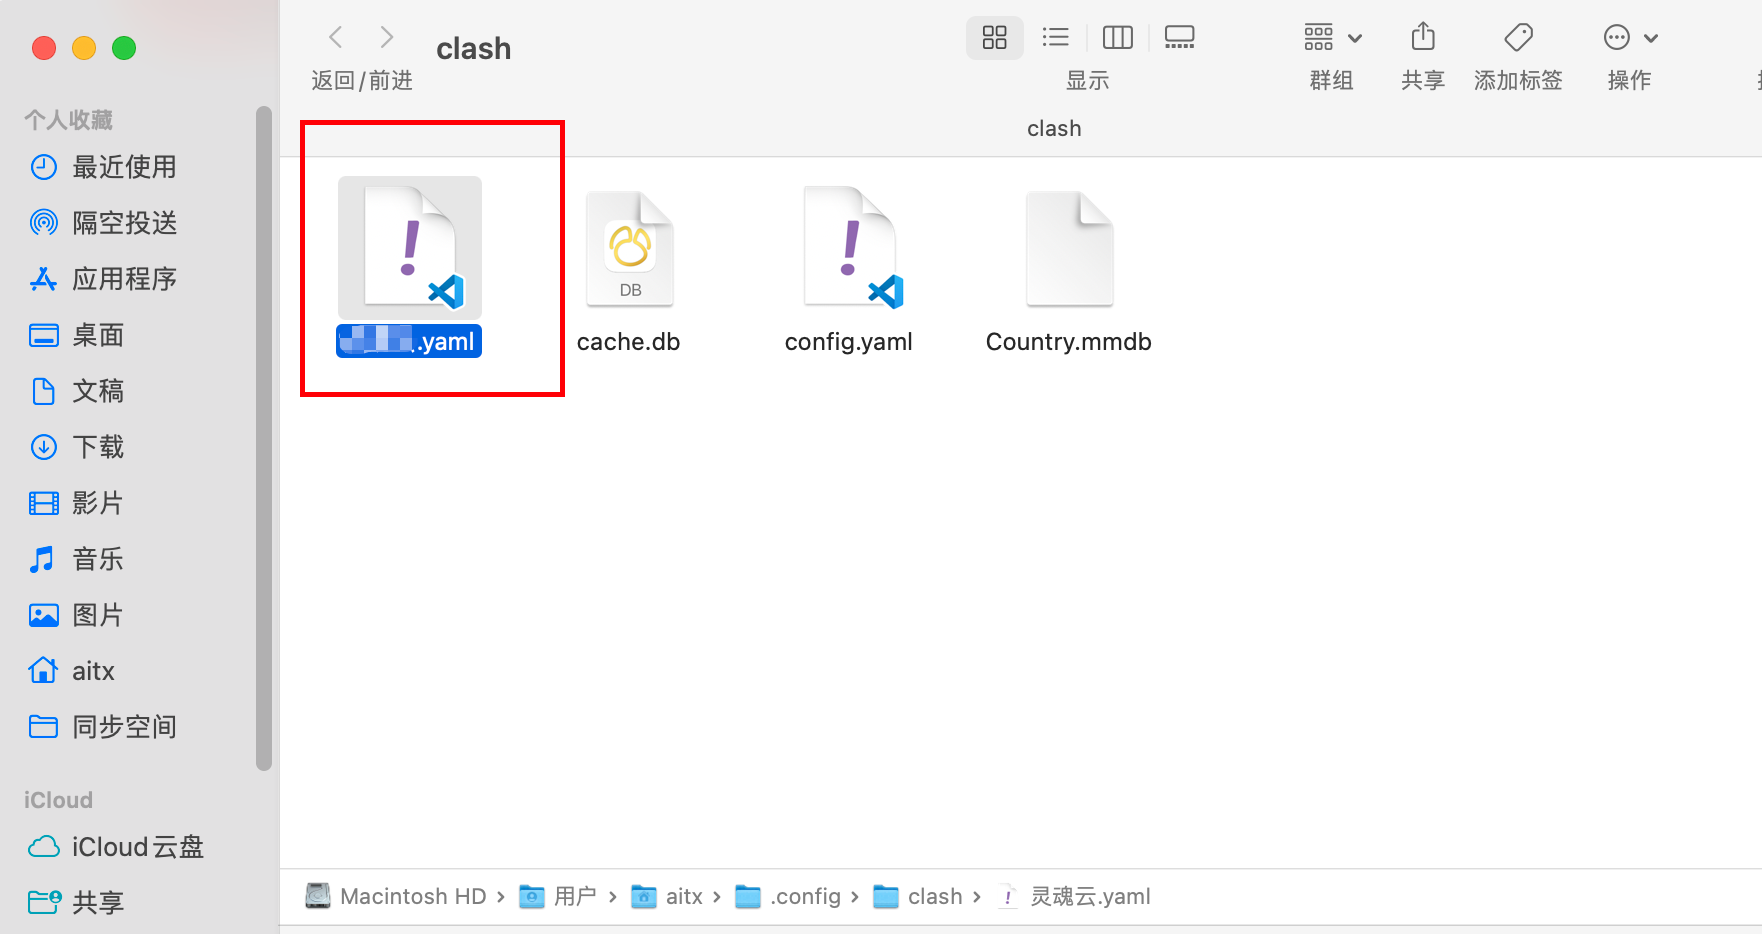 clash
返回/前进
显示
群组
共享
添加标签
操作
clash
个人收藏
最近使用
隔空投送
应用程序
桌面
文稿
下载
影片
音乐
图片
aitx
同步空间
iCloud
iCloud云盘
共享
.yaml
DB
cache.db
config.yaml
Country.mmdb
Macintosh HD › 用户 › aitx › .config › clash › 灵魂云.yaml